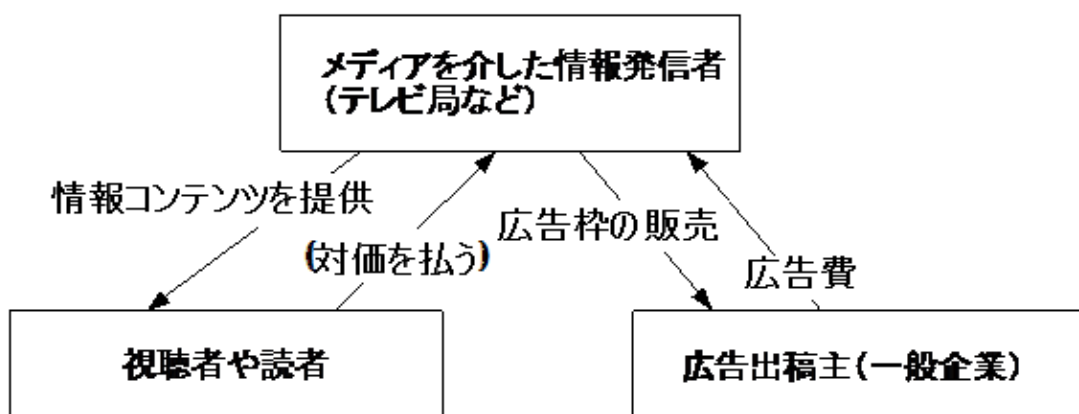 メディアを介した情報発信者
(テレビ局など)
情報コンテンツを提供
(対価を払う)
広告枠の販売
広告費
視聴者や読者
広告出稿主(一般企業)